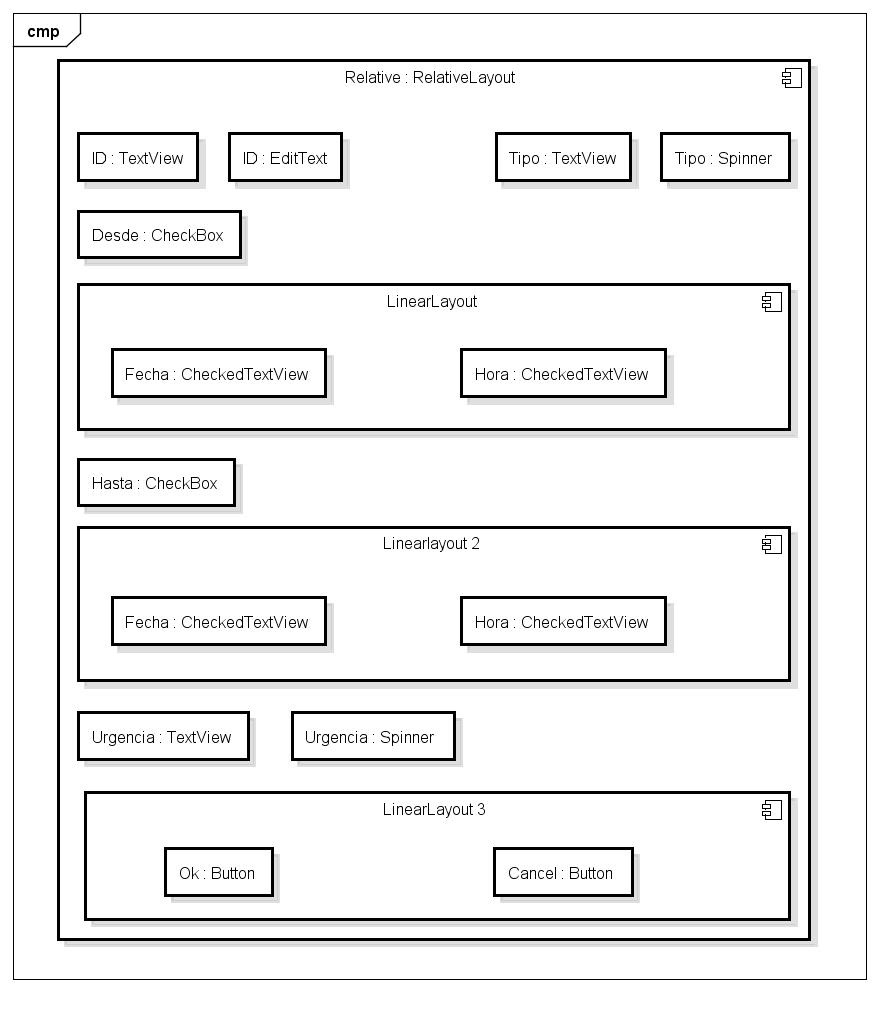 cmp
Relative : RelativeLayout
ID : TextView
ID : EditText
Tipo : TextView
Tipo : Spinner
Desde : CheckBox
LinearLayout
Fecha : CheckedTextView
Hora : CheckedTextView
Hasta : CheckBox
Linearlayout 2
Fecha : CheckedTextView
Hora : CheckedTextView
Urgencia : TextView
Urgencia : Spinner
LinearLayout 3
Ok : Button
Cancel : Button